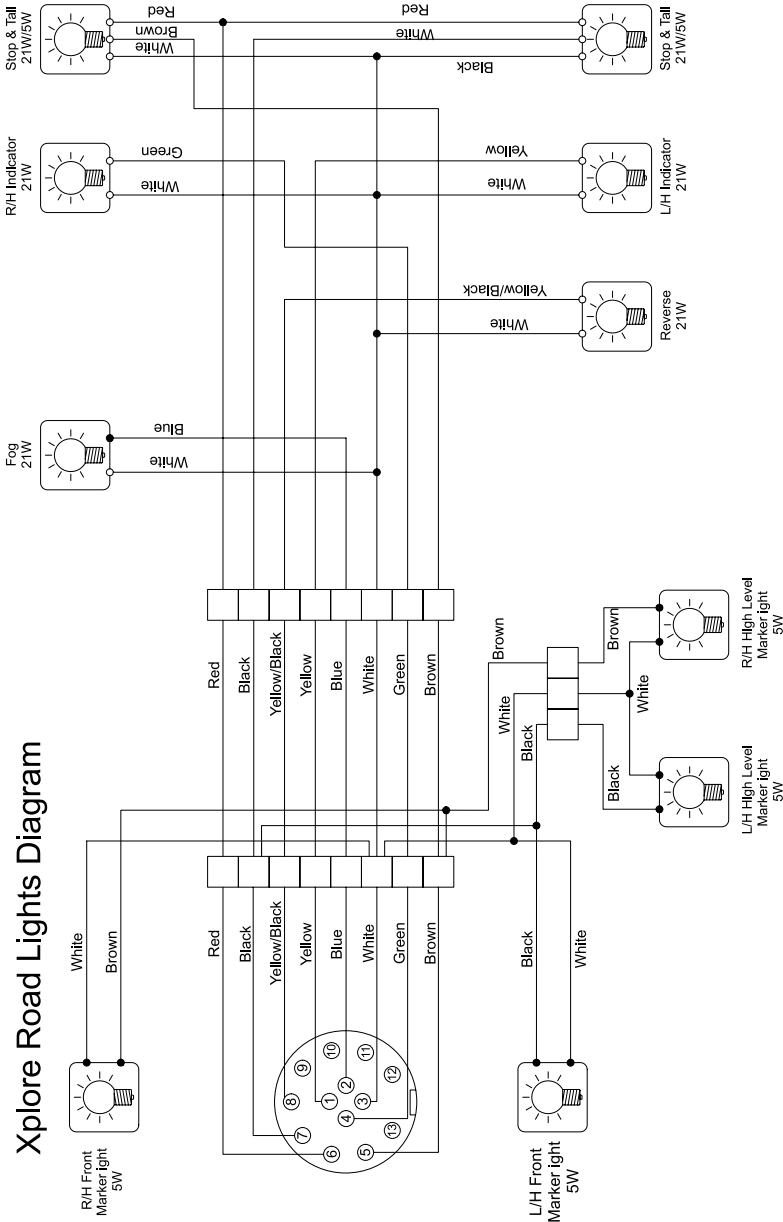 Xplore Road Lights Diagram
Stop & Tail
21W/5W
Red
Brown
White
Red
White
Black
Stop & Tail
21W/5W
R/H Indicator
21W
Green
White
Yellow
White
L/H Indicator
21W
Yellow/Black
White
Reverse
21W
Fog
21W
Blue
White
Red
Black
Yellow/Black
Yellow
Blue
White
Green
Brown
Brown
White
Black
Brown
White
Black
R/H High Level
Marker ight
5W
L/H High Level
Marker ight
5W
White
Brown
Red
Black
Yellow/Black
Yellow
Blue
White
Green
Brown
Black
White
R/H Front
Marker ight
5W
1
2
3
4
5
6
7
8
9
10
11
12
13
L/H Front
Marker ight
5W